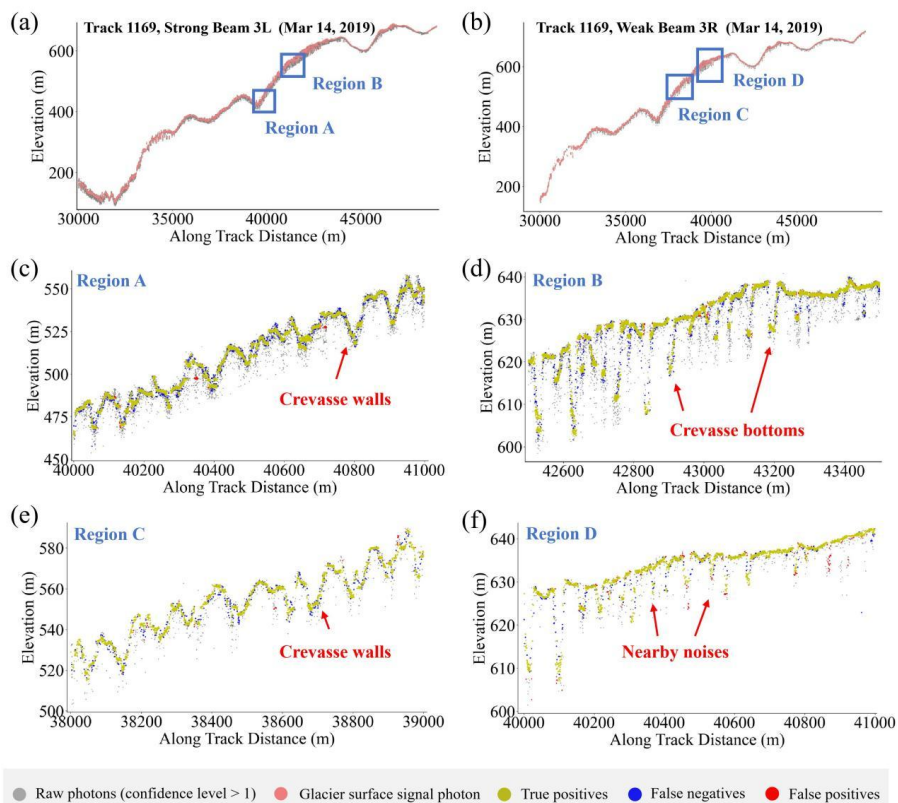 (a) Track 1169, Strong Beam 3L (Mar 14, 2019)
Elevation (m)
600
400
200
Region B
Region A
30000 35000 40000 45000
Along Track Distance (m)
(b) Track 1169, Weak Beam 3R (Mar 14, 2019)
Elevation (m)
600
400
200
Region D
Region C
30000 35000 40000 45000
Along Track Distance (m)
(c) Region A
Elevation (m)
550
525
500
475
450
Crevasse walls
40000 40200 40400 40600 40800 41000
Along Track Distance (m)
(d) Region B
Elevation (m)
640
630
620
610
600
Crevasse bottoms
42600 42800 43000 43200 43400
Along Track Distance (m)
(e) Region C
Elevation (m)
580
560
540
520
500
Crevasse walls
38000 38200 38400 38600 38800 39000
Along Track Distance (m)
(f) Region D
Elevation (m)
640
630
620
610
600
Nearby noises
40000 40200 40400 40600 40800 41000
Along Track Distance (m)
Raw photons (confidence level > 1) Glacier surface signal photon True positives False negatives False positives